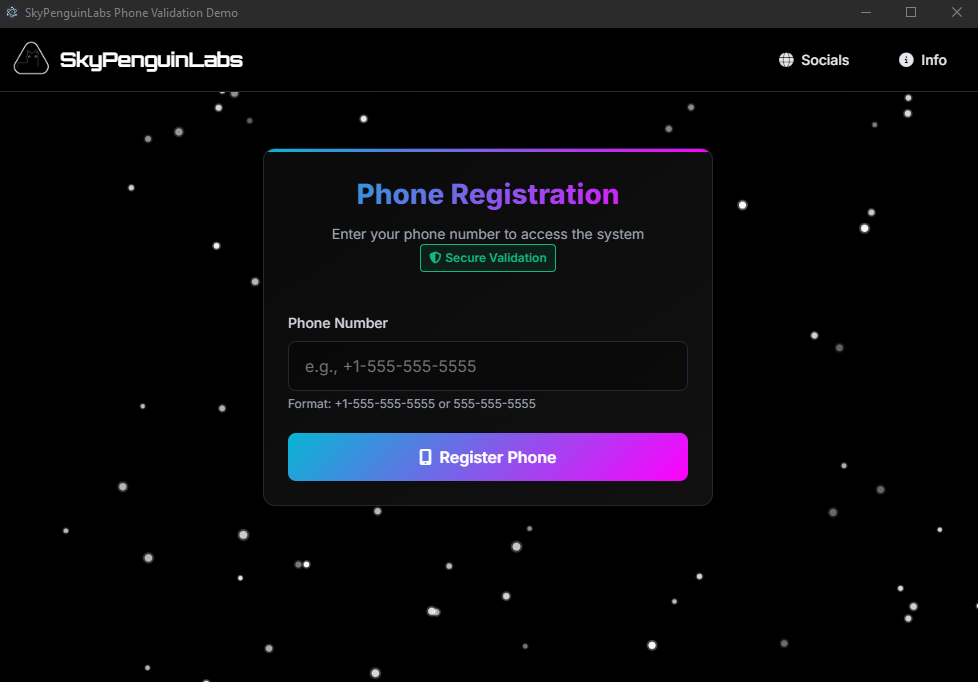 SkyPenguinLabs Phone Validation Demo
SkyPenguinLabs
Socials
Info
Phone Registration
Enter your phone number to access the system
Secure Validation
Phone Number
e.g., +1-555-555-5555
Format: +1-555-555-5555 or 555-555-5555
Register Phone